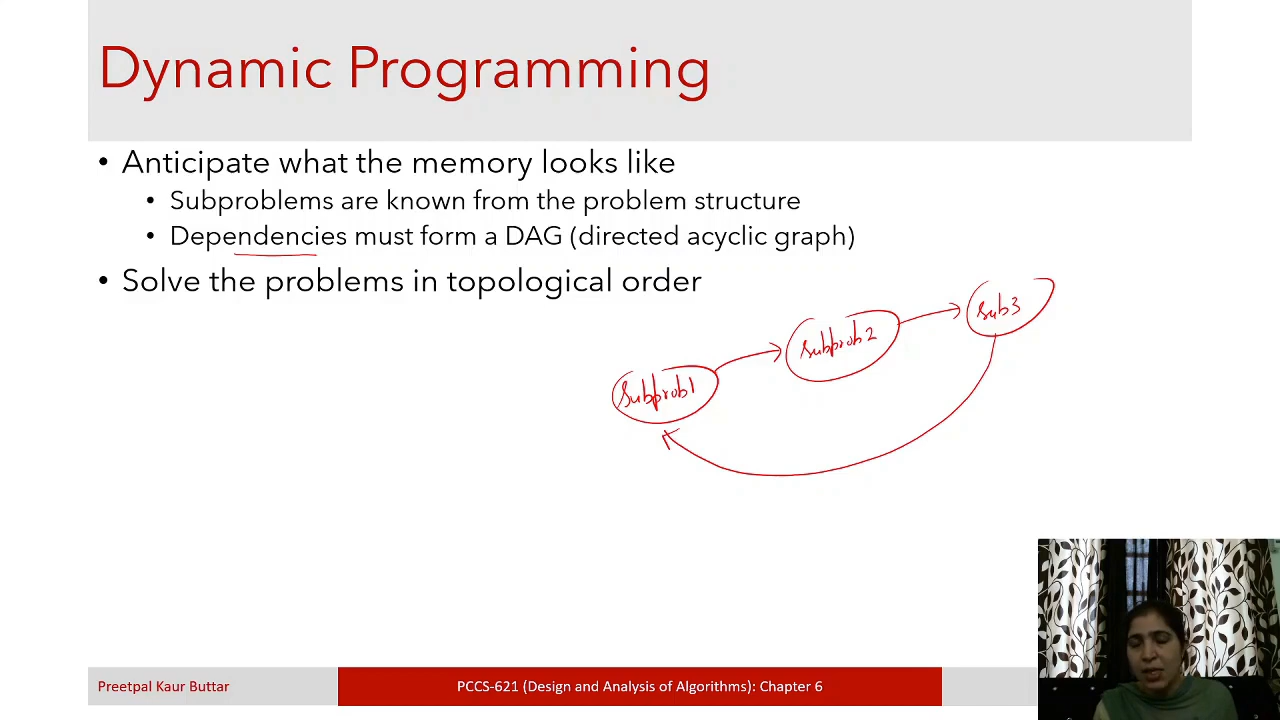 Dynamic Programming
• Anticipate what the memory looks like
• Subproblems are known from the problem structure
• Dependencies must form a DAG (directed acyclic graph)
• Solve the problems in topological order
Sub3
Subprob2
Subprob1
Preetpal Kaur Buttar
PCCS-621 (Design and Analysis of Algorithms): Chapter 6